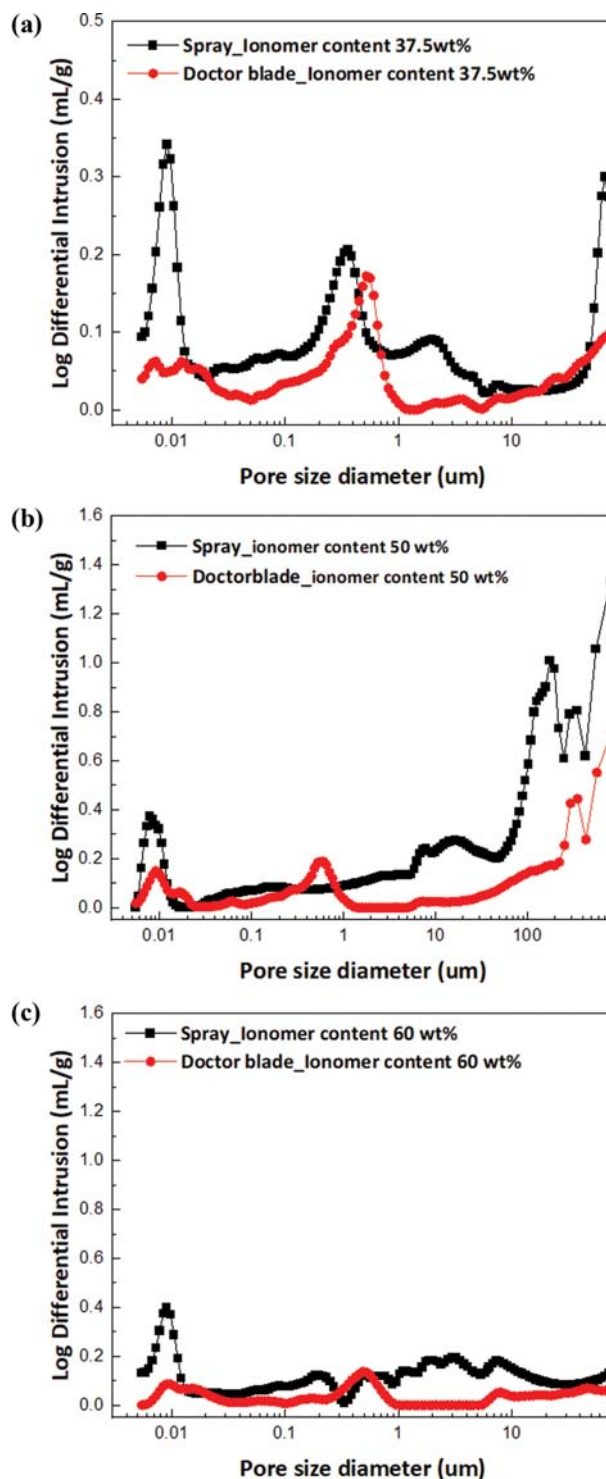 (a)
0.5
Spray_Ionomer content 37.5wt%
Doctor blade_Ionomer content 37.5wt%
0.4
0.3
0.2
0.1
0.0
Log Differential Intrusion (mL/g)
0.01 0.1 1 10
Pore size diameter (um)
(b)
1.6
Spray_ionomer content 50 wt%
1.4
Doctorblade_ionomer content 50 wt%
1.2
1.0
0.8
0.6
0.4
0.2
0.0
Log Differential Intrusion (mL/g)
0.01 0.1 1 10 100
Pore size diameter (um)
(c)
1.6
Spray_Ionomer content 60 wt%
Doctor blade_Ionomer content 60 wt%
1.4
1.2
1.0
0.8
0.6
0.4
0.2
0.0
Log Differential Intrusion (mL/g)
0.01 0.1 1 10
Pore size diameter (um)